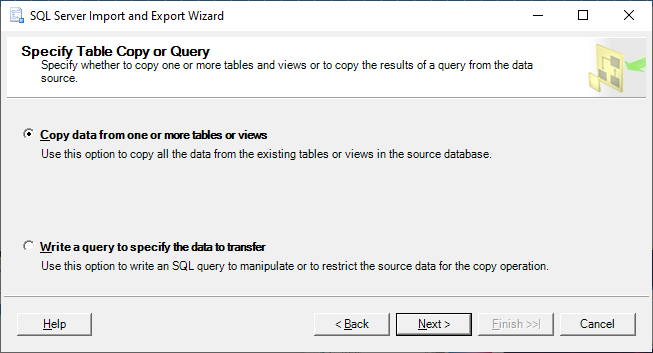 SQL Server Import and Export Wizard
Specify Table Copy or Query
Specify whether to copy one or more tables and views or to copy the results of a query from the data
source.
Copy data from one or more tables or views
Use this option to copy all the data from the existing tables or views in the source database.
Write a query to specify the data to transfer
Use this option to write an SQL query to manipulate or to restrict the source data for the copy operation.
Help < Back Next > Finish >>| Cancel